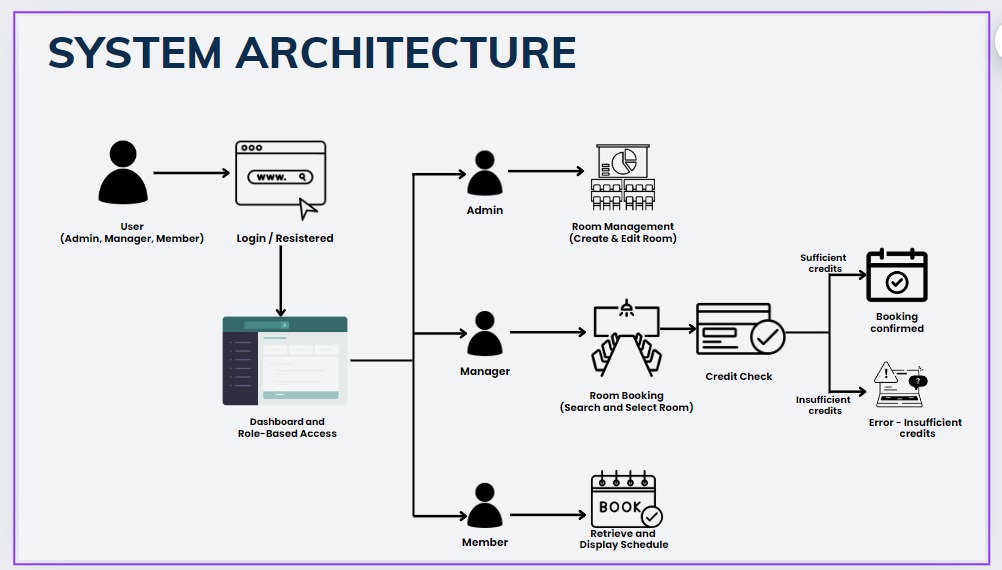 SYSTEM ARCHITECTURE
www.
User
(Admin, Manager, Member)
Login / Resistered
Dashboard and
Role-Based Access
Admin
Room Management
(Create & Edit Room)
Manager
Room Booking
(Search and Select Room)
Credit Check
Sufficient
credits
Booking
confirmed
Insufficient
credits
!
?
Error - Insufficient
credits
Member
BOOK
Retrieve and
Display Schedule